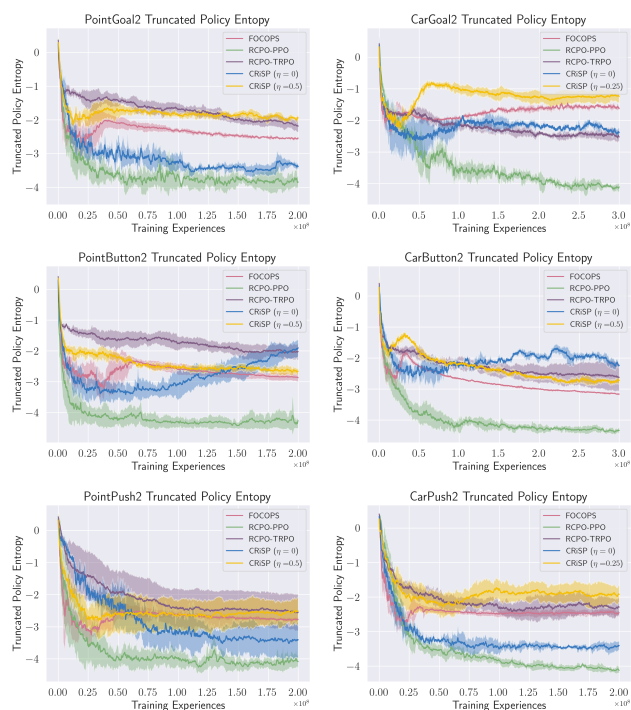 PointGoal2 Truncated Policy Entopy
Truncated Policy Entropy
0
−1
−2
−3
−4
FOCOPS
RCPO-PPO
RCPO-TRPO
CRiSP (η = 0)
CRiSP (η =0.5)
0.00 0.25 0.50 0.75 1.00 1.25 1.50 1.75 2.00
×10⁸
Training Experiences
CarGoal2 Truncated Policy Entopy
Truncated Policy Entropy
0
−1
−2
−3
−4
FOCOPS
RCPO-PPO
RCPO-TRPO
CRiSP (η = 0)
CRiSP (η =0.25)
0.0 0.5 1.0 1.5 2.0 2.5 3.0
×10⁸
Training Experiences
PointButton2 Truncated Policy Entopy
Truncated Policy Entropy
0
−1
−2
−3
−4
FOCOPS
RCPO-PPO
RCPO-TRPO
CRiSP (η = 0)
CRiSP (η =0.5)
0.00 0.25 0.50 0.75 1.00 1.25 1.50 1.75 2.00
×10⁸
Training Experiences
CarButton2 Truncated Policy Entopy
Truncated Policy Entropy
0
−1
−2
−3
−4
FOCOPS
RCPO-PPO
RCPO-TRPO
CRiSP (η = 0)
CRiSP (η =0.5)
0.0 0.5 1.0 1.5 2.0 2.5 3.0
×10⁸
Training Experiences
PointPush2 Truncated Policy Entopy
Truncated Policy Entropy
0
−1
−2
−3
−4
FOCOPS
RCPO-PPO
RCPO-TRPO
CRiSP (η = 0)
CRiSP (η =0.5)
0.00 0.25 0.50 0.75 1.00 1.25 1.50 1.75 2.00
×10⁸
Training Experiences
CarPush2 Truncated Policy Entopy
Truncated Policy Entropy
0
−1
−2
−3
−4
FOCOPS
RCPO-PPO
RCPO-TRPO
CRiSP (η = 0)
CRiSP (η =0.25)
0.00 0.25 0.50 0.75 1.00 1.25 1.50 1.75 2.00
×10⁸
Training Experiences